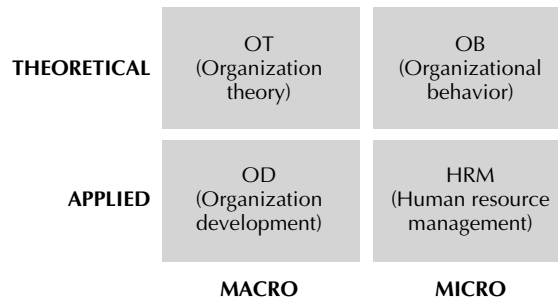 THEORETICAL
OT
(Organization
theory)
OB
(Organizational
behavior)
APPLIED
OD
(Organization
development)
HRM
(Human resource
management)
MACRO
MICRO